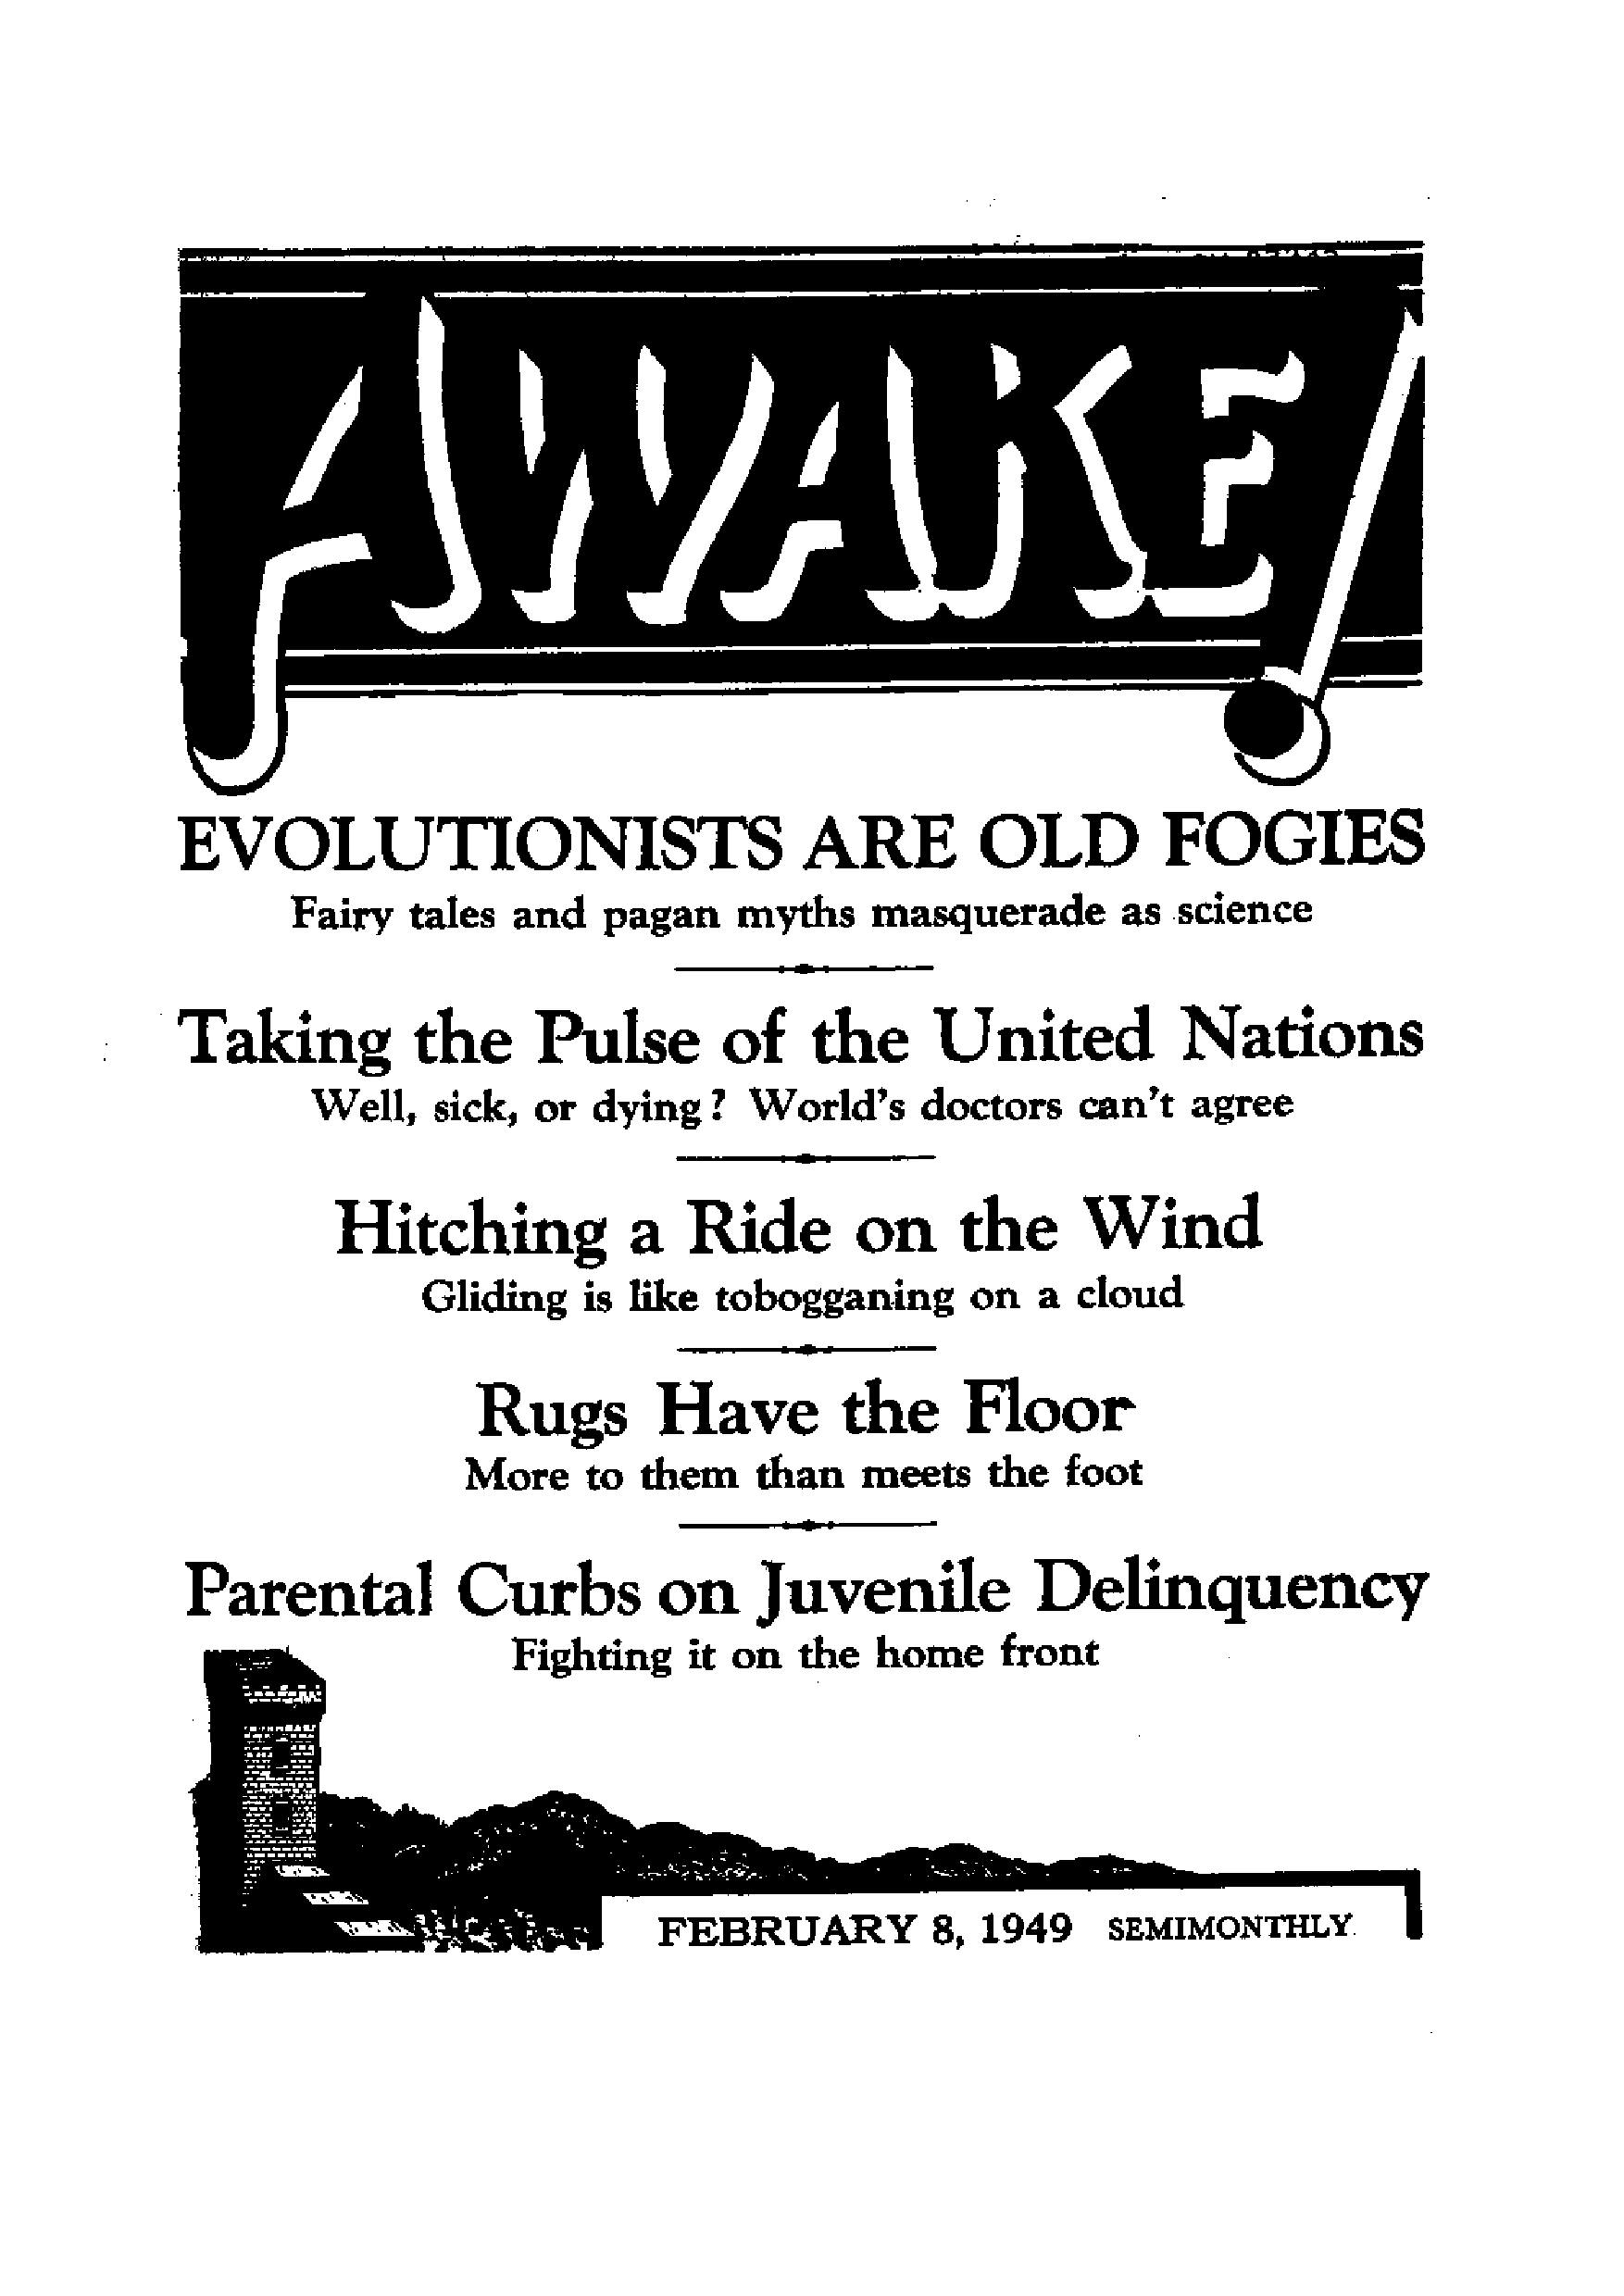 AWAKE!
EVOLUTIONISTS ARE OLD FOGIES
Fairy tales and pagan myths masquerade as science
Taking the Pulse of the United Nations
Well, sick, or dying? World's doctors can't agree
Hitching a Ride on the Wind
Gliding is like tobogganing on a cloud
Rugs Have the Floor
More to them than meets the foot
Parental Curbs on Juvenile Delinquency
Fighting it on the home front
FEBRUARY 8, 1949 SEMIMONTHLY